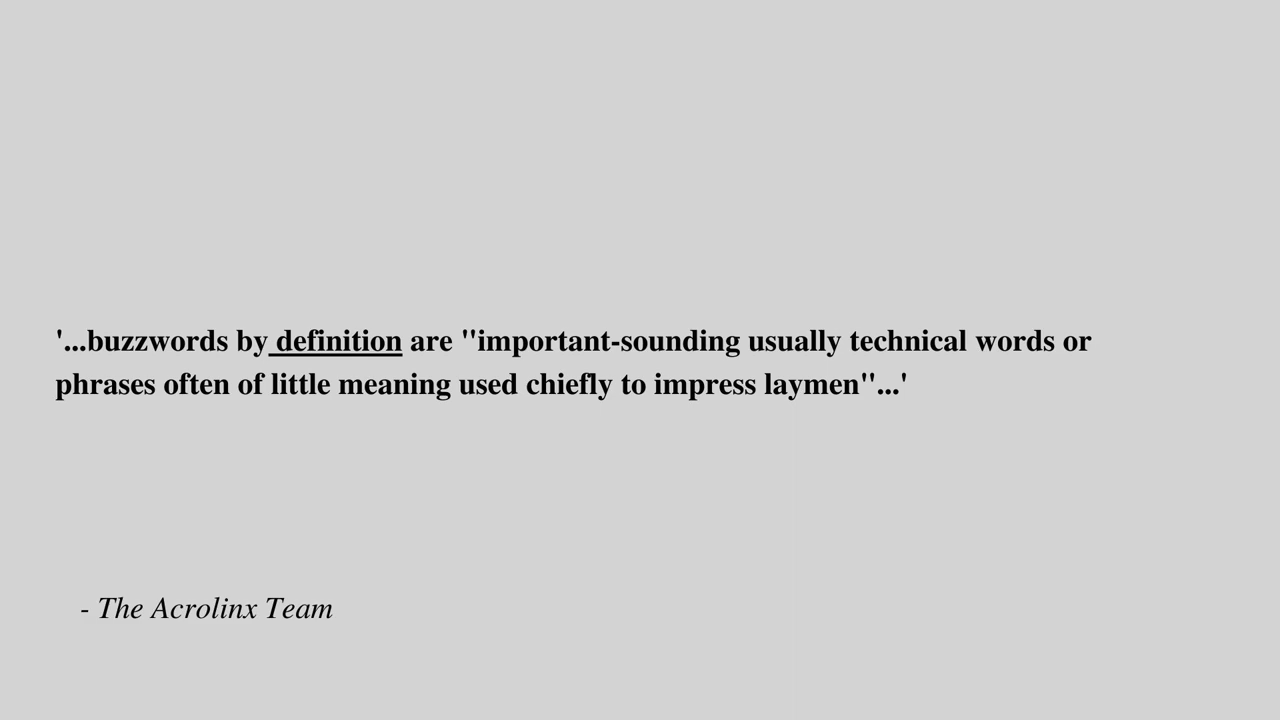 '...buzzwords by definition are "important-sounding usually technical words or
phrases often of little meaning used chiefly to impress laymen"...'
- The Acrolinx Team